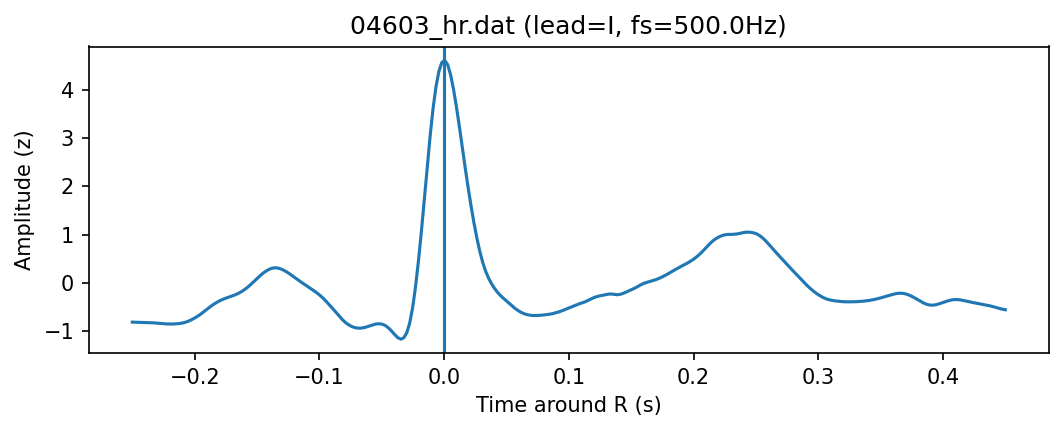 04603_hr.dat (lead=I, fs=500.0Hz)
Amplitude (z)
4
3
2
1
0
−1
−0.2 −0.1 0.0 0.1 0.2 0.3 0.4
Time around R (s)